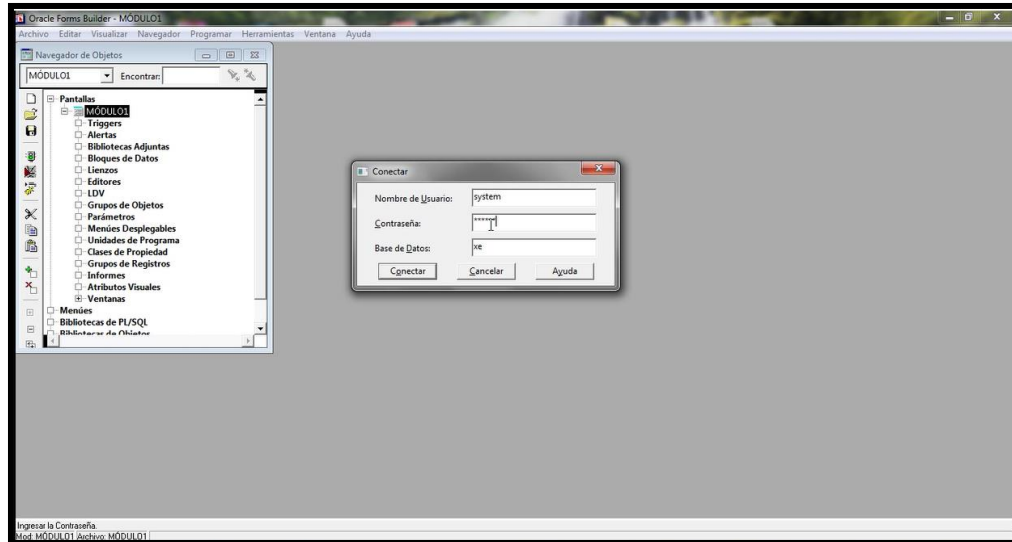 Oracle Forms Builder - MÓDULO1
Archivo Editar Visualizar Navegador Programar Herramientas Ventana Ayuda
Navegador de Objetos
MÓDULO1 Encontrar:
Pantallas
MÓDULO1
Triggers
Alertas
Bibliotecas Adjuntas
Bloques de Datos
Lienzos
Editores
LDV
Grupos de Objetos
Parámetros
Menúes Desplegables
Unidades de Programa
Clases de Propiedad
Grupos de Registros
Informes
Atributos Visuales
Ventanas
Menúes
Bibliotecas de PL/SQL
Bibliotecas de Objetos
Conectar
Nombre de Usuario: system
Contraseña: ******
Base de Datos: xe
Conectar Cancelar Ayuda
Ingresar la Contraseña.
Mod: MÓDULO1 Archivo: MÓDULO1